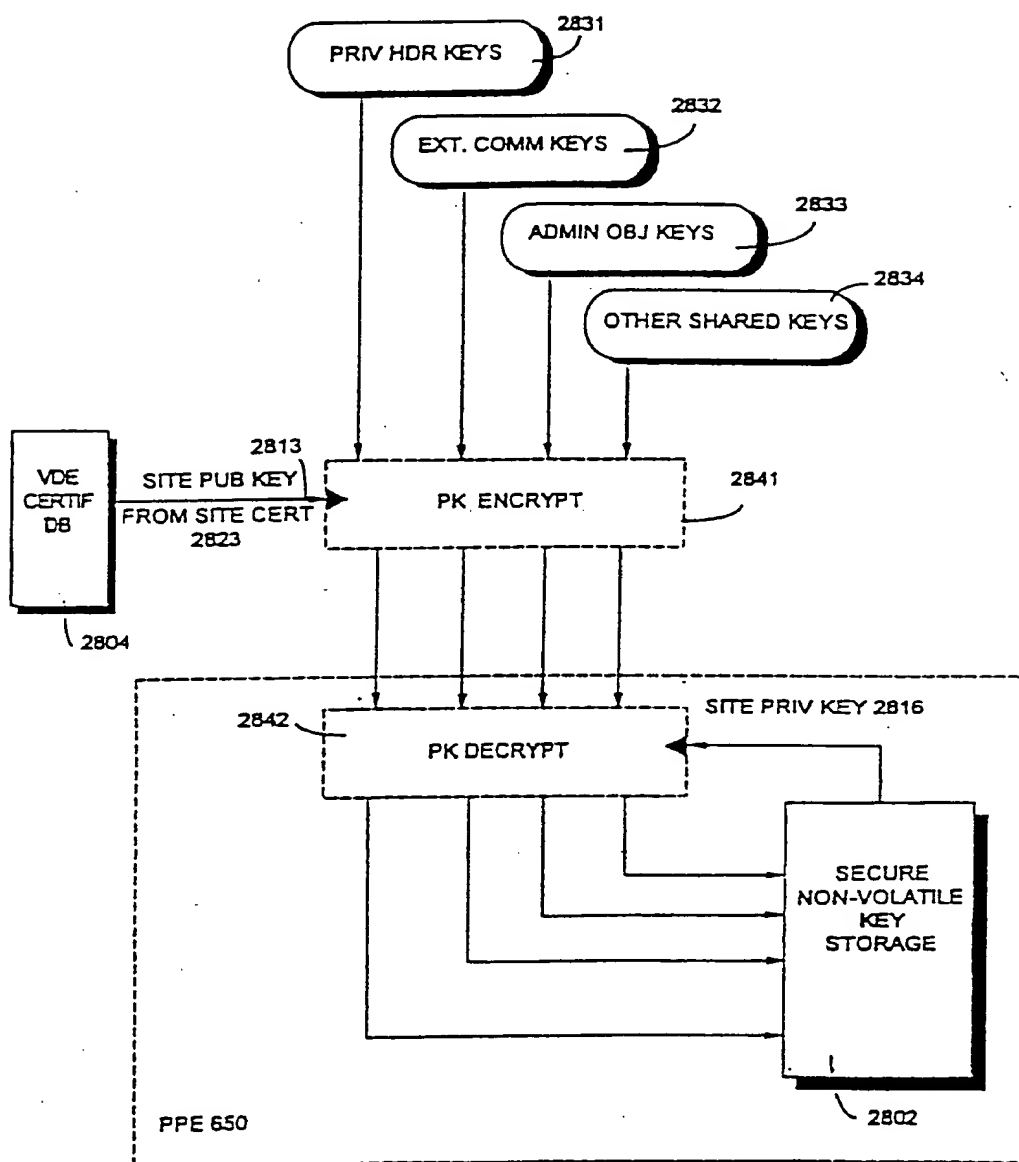 2831
PRIV HDR KEYS
2832
EXT. COMM KEYS
2833
ADMIN OBJ KEYS
2834
OTHER SHARED KEYS
VDE
CERTIF
DB
2813
SITE PUB KEY
FROM SITE CERT
2823
PK ENCRYPT
2841
2804
2842
PK DECRYPT
SITE PRIV KEY 2816
SECURE
NON-VOLATILE
KEY
STORAGE
PPE 650
2802